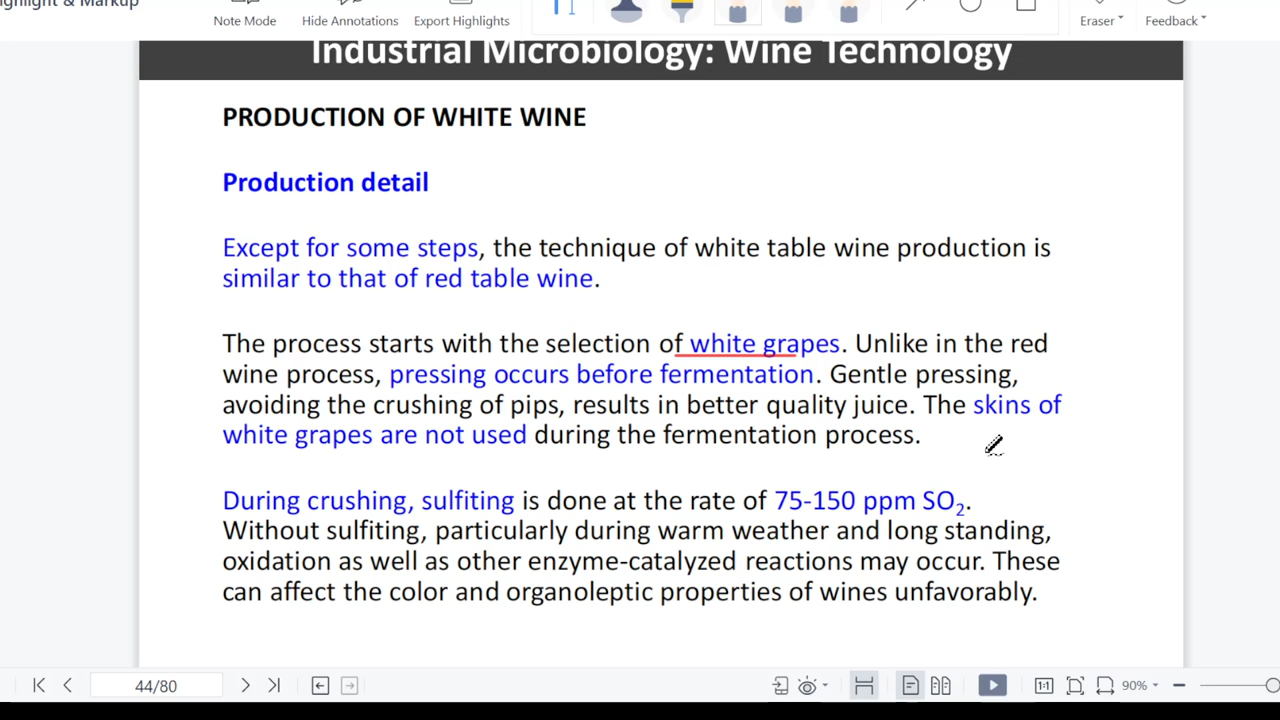 Highlight & Markup
Note Mode
Hide Annotations
Export Highlights
Eraser
Feedback
Industrial Microbiology: Wine Technology
PRODUCTION OF WHITE WINE
Production detail
Except for some steps, the technique of white table wine production is
similar to that of red table wine.
The process starts with the selection of white grapes. Unlike in the red
wine process, pressing occurs before fermentation. Gentle pressing,
avoiding the crushing of pips, results in better quality juice. The skins of
white grapes are not used during the fermentation process.
During crushing, sulfiting is done at the rate of 75-150 ppm SO₂.
Without sulfiting, particularly during warm weather and long standing,
oxidation as well as other enzyme-catalyzed reactions may occur. These
can affect the color and organoleptic properties of wines unfavorably.
44/80
1:1
90%